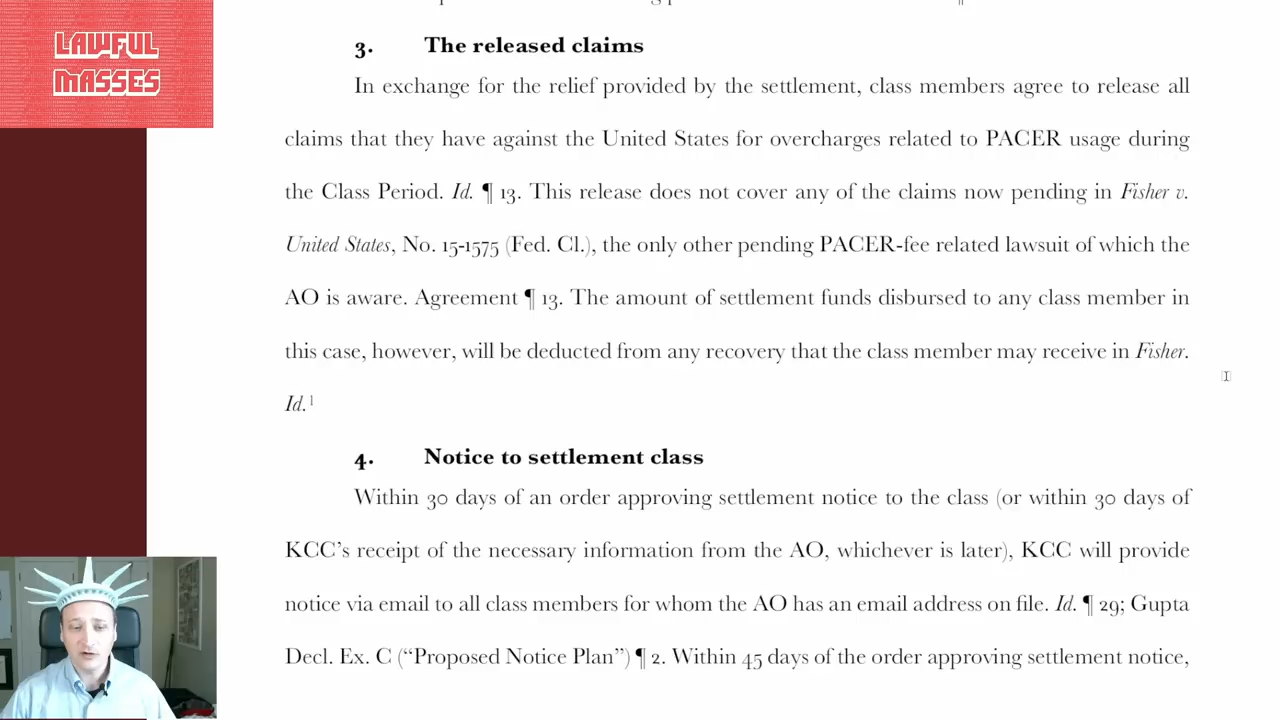 LAWFUL
MASSES
3. The released claims
In exchange for the relief provided by the settlement, class members agree to release all
claims that they have against the United States for overcharges related to PACER usage during
the Class Period. Id. ¶ 13. This release does not cover any of the claims now pending in Fisher v.
United States, No. 15-1575 (Fed. Cl.), the only other pending PACER-fee related lawsuit of which the
AO is aware. Agreement ¶ 13. The amount of settlement funds disbursed to any class member in
this case, however, will be deducted from any recovery that the class member may receive in Fisher.
Id.1
4. Notice to settlement class
Within 30 days of an order approving settlement notice to the class (or within 30 days of
KCC's receipt of the necessary information from the AO, whichever is later), KCC will provide
notice via email to all class members for whom the AO has an email address on file. Id. ¶ 29; Gupta
Decl. Ex. C (“Proposed Notice Plan”) ¶ 2. Within 45 days of the order approving settlement notice,